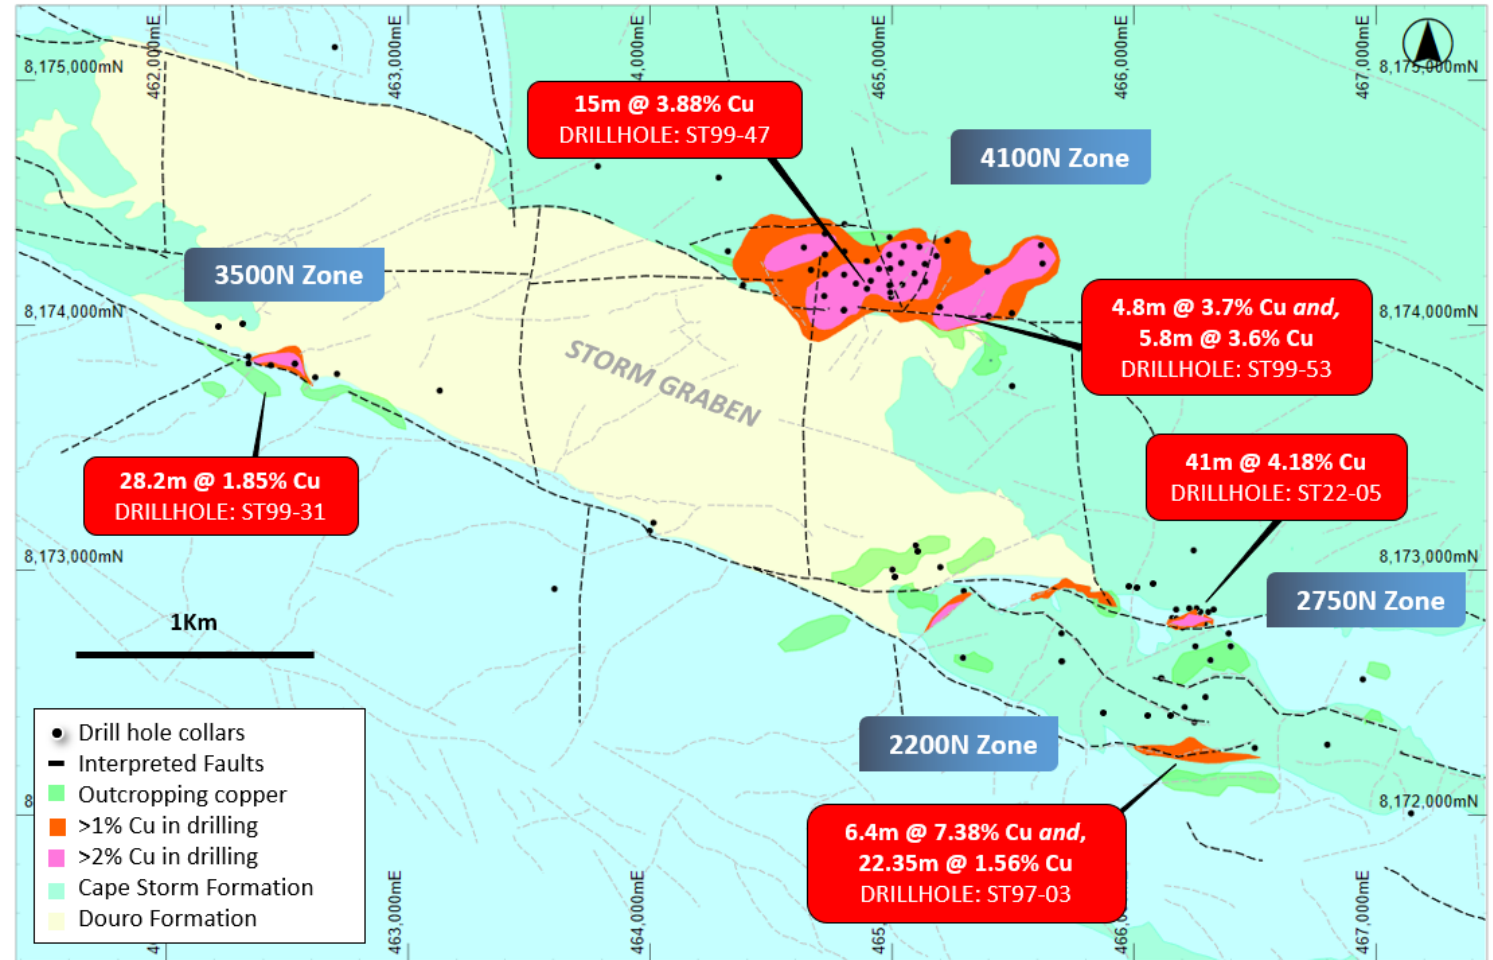 462,000mE
463,000mE
4,000mE
465,000mE
466,000mE
467,000mE
8,175,000mN
8,175,000mN
15m @ 3.88% Cu
DRILLHOLE: ST99-47
4100N Zone
3500N Zone
8,174,000mN
8,174,000mN
4.8m @ 3.7% Cu and,
5.8m @ 3.6% Cu
DRILLHOLE: ST99-53
STORM GRABEN
28.2m @ 1.85% Cu
DRILLHOLE: ST99-31
41m @ 4.18% Cu
DRILLHOLE: ST22-05
8,173,000mN
8,173,000mN
2750N Zone
1Km
2200N Zone
Drill hole collars
Interpreted Faults
Outcropping copper
>1% Cu in drilling
>2% Cu in drilling
Cape Storm Formation
Douro Formation
8
8,172,000mN
6.4m @ 7.38% Cu and,
22.35m @ 1.56% Cu
DRILLHOLE: ST97-03
463,000mE
464,000mE
465
mE
467,000mE